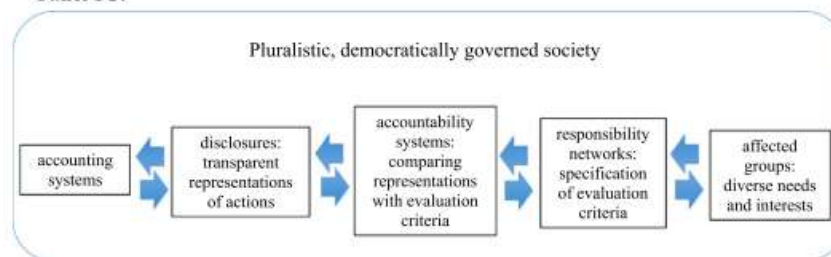 Pluralistic, democratically governed society
accounting
systems
disclosures:
transparent
representations
of actions
accountability
systems:
comparing
representations
with evaluation
criteria
responsibility
networks:
specification
of evaluation
criteria
affected
groups:
diverse needs
and interests